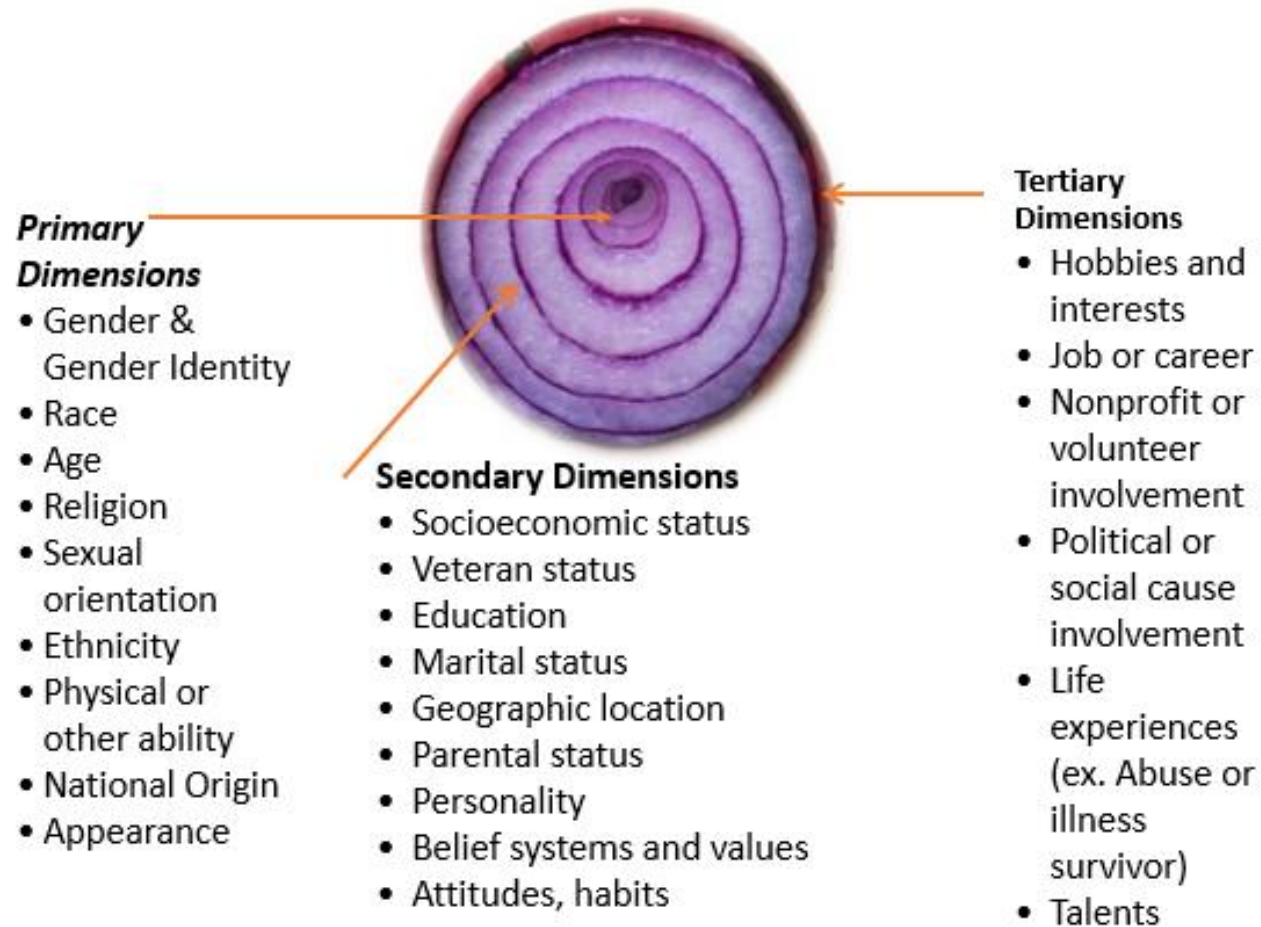 Primary
Dimensions
• Gender &
Gender Identity
• Race
• Age
• Religion
• Sexual
orientation
• Ethnicity
• Physical or
other ability
• National Origin
• Appearance
Secondary Dimensions
• Socioeconomic status
• Veteran status
• Education
• Marital status
• Geographic location
• Parental status
• Personality
• Belief systems and values
• Attitudes, habits
Tertiary
Dimensions
• Hobbies and
interests
• Job or career
• Nonprofit or
volunteer
involvement
• Political or
social cause
involvement
• Life
experiences
(ex. Abuse or
illness
survivor)
• Talents